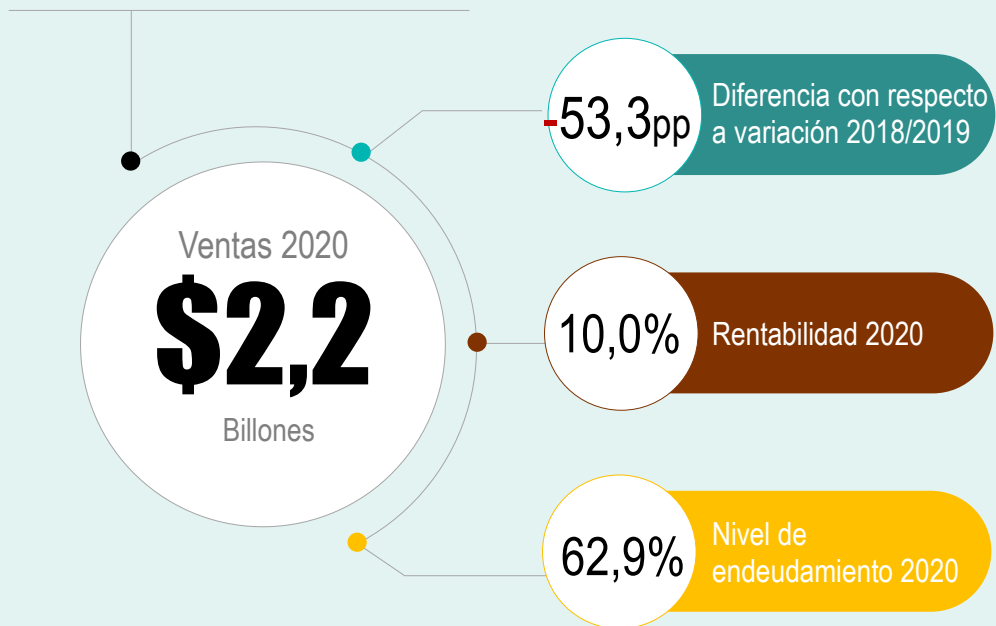 Ventas 2020
$2,2
Billones
-53,3pp
Diferencia con respecto
a variación 2018/2019
10,0%
Rentabilidad 2020
62,9%
Nivel de
endeudamiento 2020